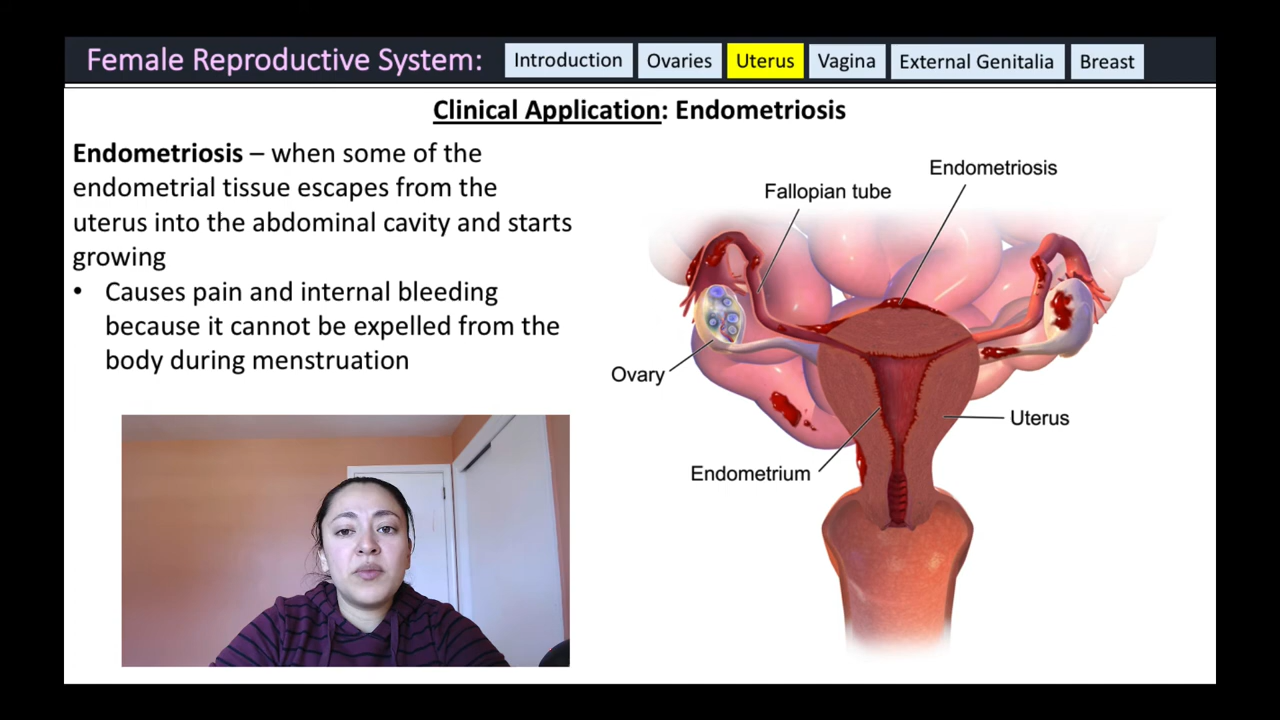 Female Reproductive System: Introduction Ovaries Uterus Vagina External Genitalia Breast
Clinical Application: Endometriosis
Endometriosis – when some of the
endometrial tissue escapes from the
uterus into the abdominal cavity and starts
growing
• Causes pain and internal bleeding
because it cannot be expelled from the
body during menstruation
Endometriosis
Fallopian tube
Ovary
Uterus
Endometrium